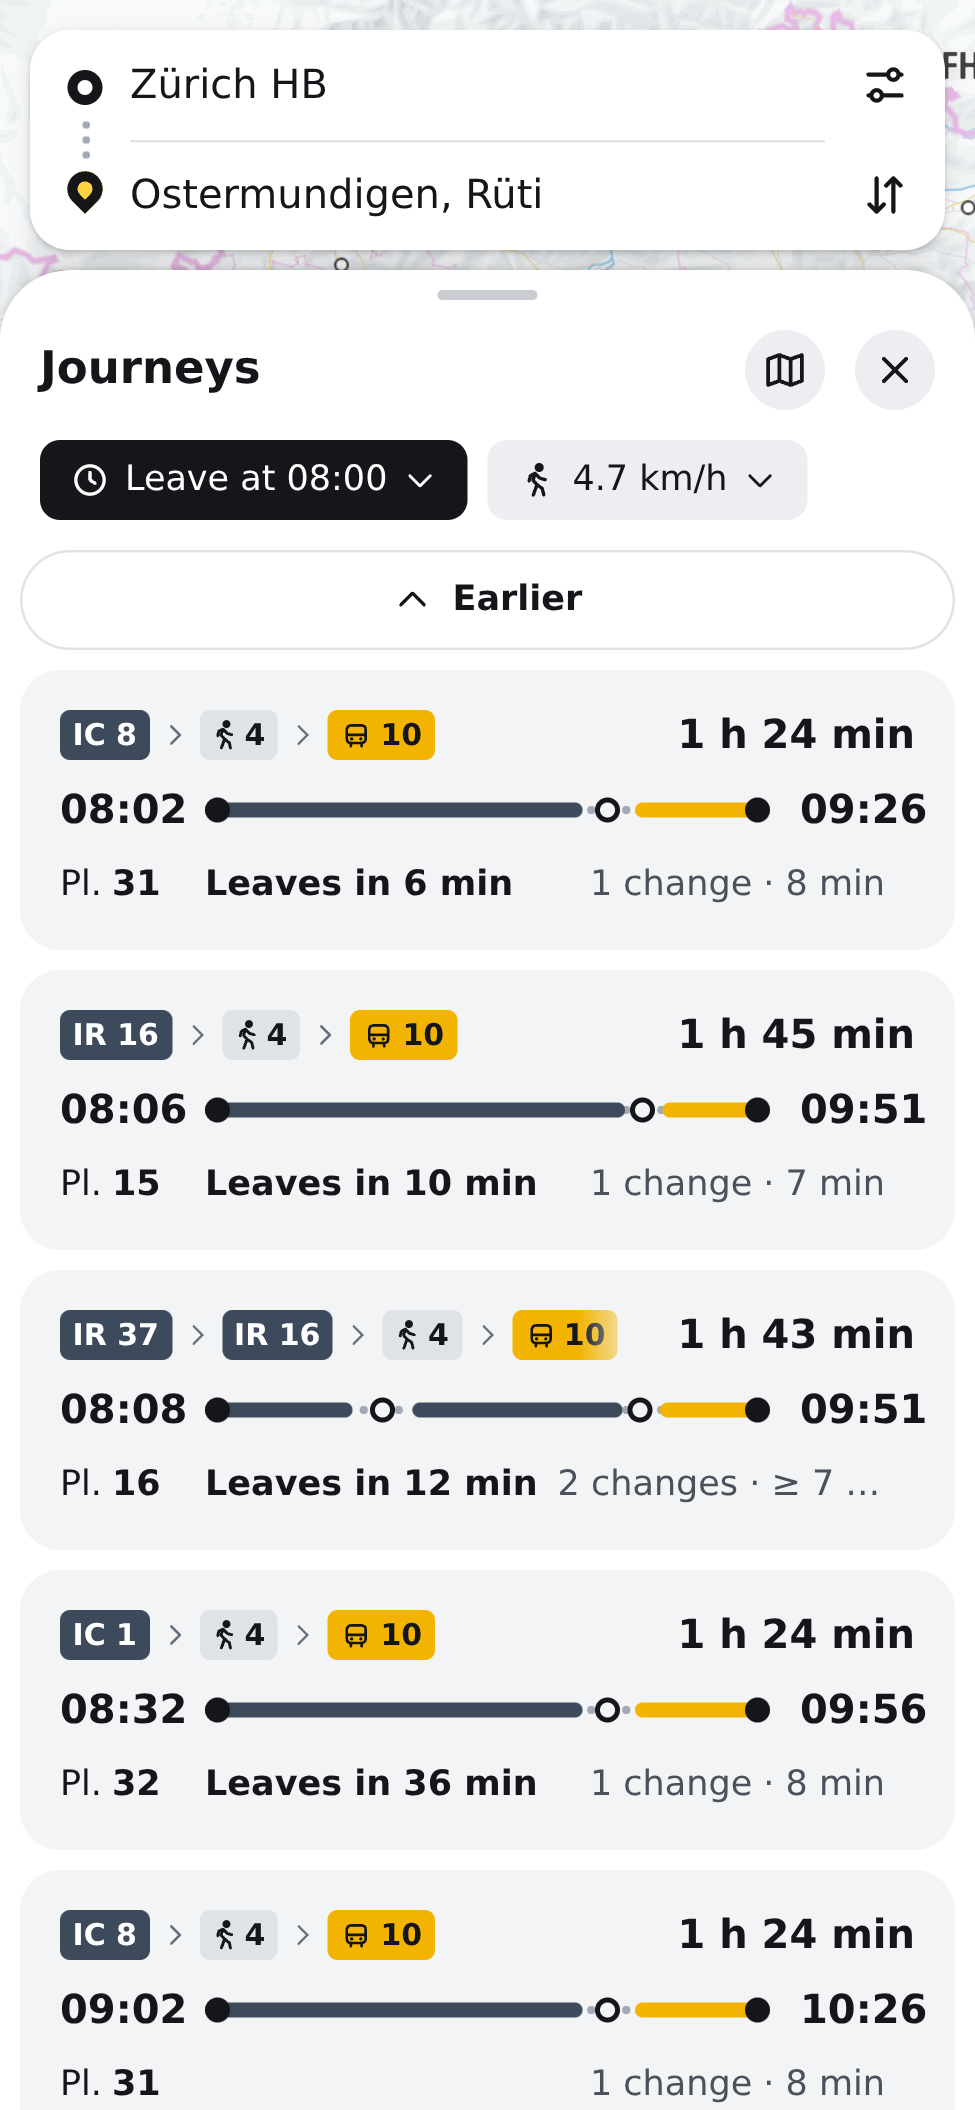 Zürich HB
FH
Ostermundigen, Rüti
Journeys
Leave at 08:00
4.7 km/h
Earlier
IC 8 4 10 1 h 24 min
08:02 09:26
Pl. 31 Leaves in 6 min 1 change · 8 min
IR 16 4 10 1 h 45 min
08:06 09:51
Pl. 15 Leaves in 10 min 1 change · 7 min
IR 37 IR 16 4 10 1 h 43 min
08:08 09:51
Pl. 16 Leaves in 12 min 2 changes · ≥ 7 …
IC 1 4 10 1 h 24 min
08:32 09:56
Pl. 32 Leaves in 36 min 1 change · 8 min
IC 8 4 10 1 h 24 min
09:02 10:26
Pl. 31 1 change · 8 min